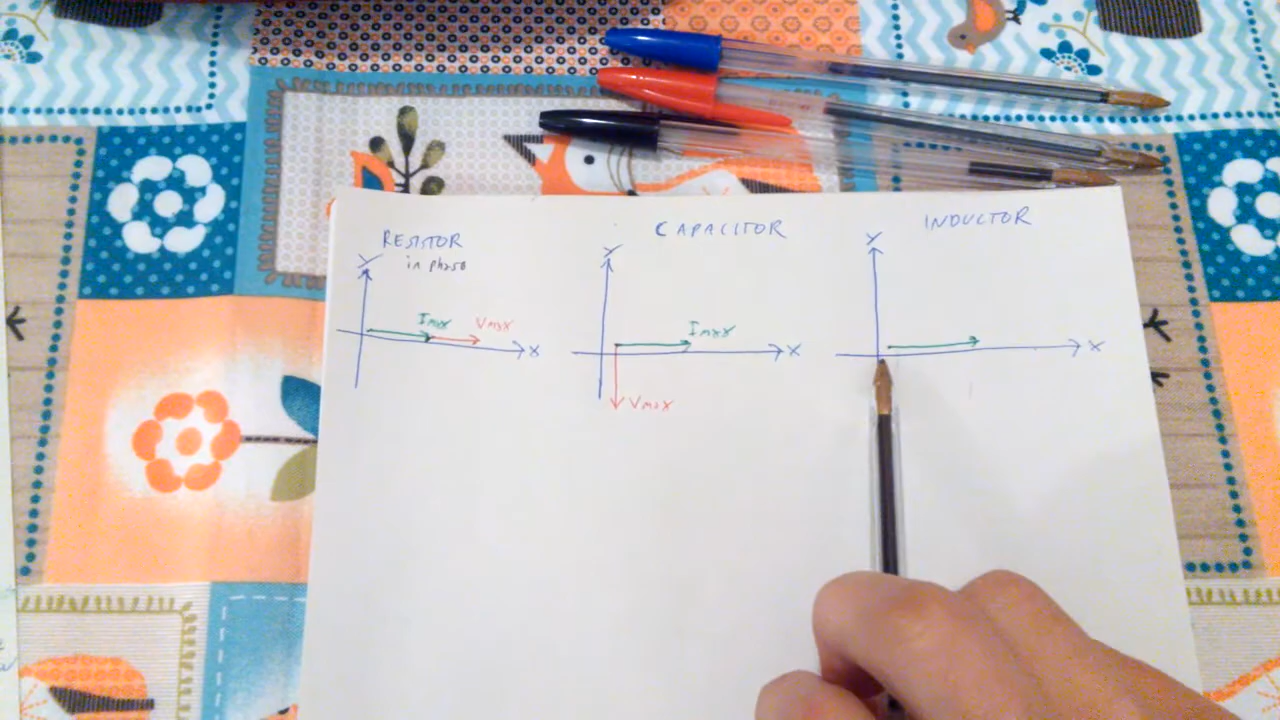 RESISTOR
in phase
Y
Imax
Vmax
X
CAPACITOR
Y
Imax
X
Vmax
INDUCTOR
Y
X